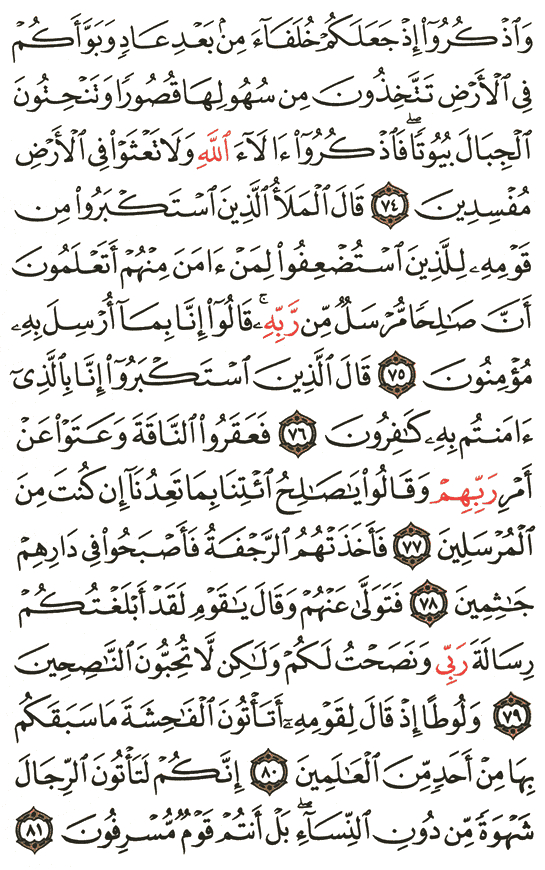 وَٱذْكُرُوٓا۟ إِذْ جَعَلَكُمْ خُلَفَآءَ مِنۢ بَعْدِ عَادٍ وَبَوَّأَكُمْ
فِى ٱلْأَرْضِ تَتَّخِذُونَ مِن سُهُولِهَا قُصُورًا وَتَنْحِتُونَ
ٱلْجِبَالَ بُيُوتًا ۖ فَٱذْكُرُوٓا۟ ءَالَآءَ ٱللَّهِ وَلَا تَعْثَوْا۟ فِى ٱلْأَرْضِ
مُفْسِدِينَ ٧٤ قَالَ ٱلْمَلَأُ ٱلَّذِينَ ٱسْتَكْبَرُوا۟ مِن
قَوْمِهِۦ لِلَّذِينَ ٱسْتُضْعِفُوا۟ لِمَنْ ءَامَنَ مِنْهُمْ أَتَعْلَمُونَ
أَنَّ صَٰلِحًا مُّرْسَلٌ مِّن رَّبِّهِۦ ۚ قَالُوٓا۟ إِنَّا بِمَآ أُرْسِلَ بِهِۦ
مُؤْمِنُونَ ٧٥ قَالَ ٱلَّذِينَ ٱسْتَكْبَرُوٓا۟ إِنَّا بِٱلَّذِىٓ
ءَامَنتُم بِهِۦ كَٰفِرُونَ ٧٦ فَعَقَرُوا۟ ٱلنَّاقَةَ وَعَتَوْا۟ عَنْ
أَمْرِ رَبِّهِمْ وَقَالُوا۟ يَٰصَٰلِحُ ٱئْتِنَا بِمَا تَعِدُنَآ إِن كُنتَ مِنَ
ٱلْمُرْسَلِينَ ٧٧ فَأَخَذَتْهُمُ ٱلرَّجْفَةُ فَأَصْبَحُوا۟ فِى دَارِهِمْ
جَٰثِمِينَ ٧٨ فَتَوَلَّىٰ عَنْهُمْ وَقَالَ يَٰقَوْمِ لَقَدْ أَبْلَغْتُكُمْ
رِسَالَةَ رَبِّى وَنَصَحْتُ لَكُمْ وَلَٰكِن لَّا تُحِبُّونَ ٱلنَّٰصِحِينَ
٧٩ وَلُوطًا إِذْ قَالَ لِقَوْمِهِۦٓ أَتَأْتُونَ ٱلْفَٰحِشَةَ مَا سَبَقَكُم
بِهَا مِنْ أَحَدٍ مِّنَ ٱلْعَٰلَمِينَ ٨٠ إِنَّكُمْ لَتَأْتُونَ ٱلرِّجَالَ
شَهْوَةً مِّن دُونِ ٱلنِّسَآءِ ۚ بَلْ أَنتُمْ قَوْمٌ مُّسْرِفُونَ ٨١